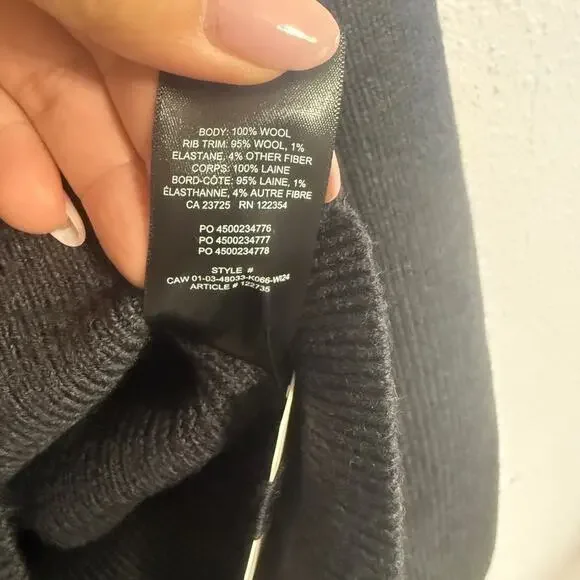 BODY: 100% WOOL
RIB TRIM: 95% WOOL, 1%
ELASTANE, 4% OTHER FIBER
CORPS: 100% LAINE
BORD-CÔTE: 95% LAINE, 1%
ÉLASTHANNE, 4% AUTRE FIBRE
CA 23725 RN 122354
PO 4500234776
PO 4500234777
PO 4500234778
STYLE #
CAW 01-03-48033-K066-WI24
ARTICLE # 122735